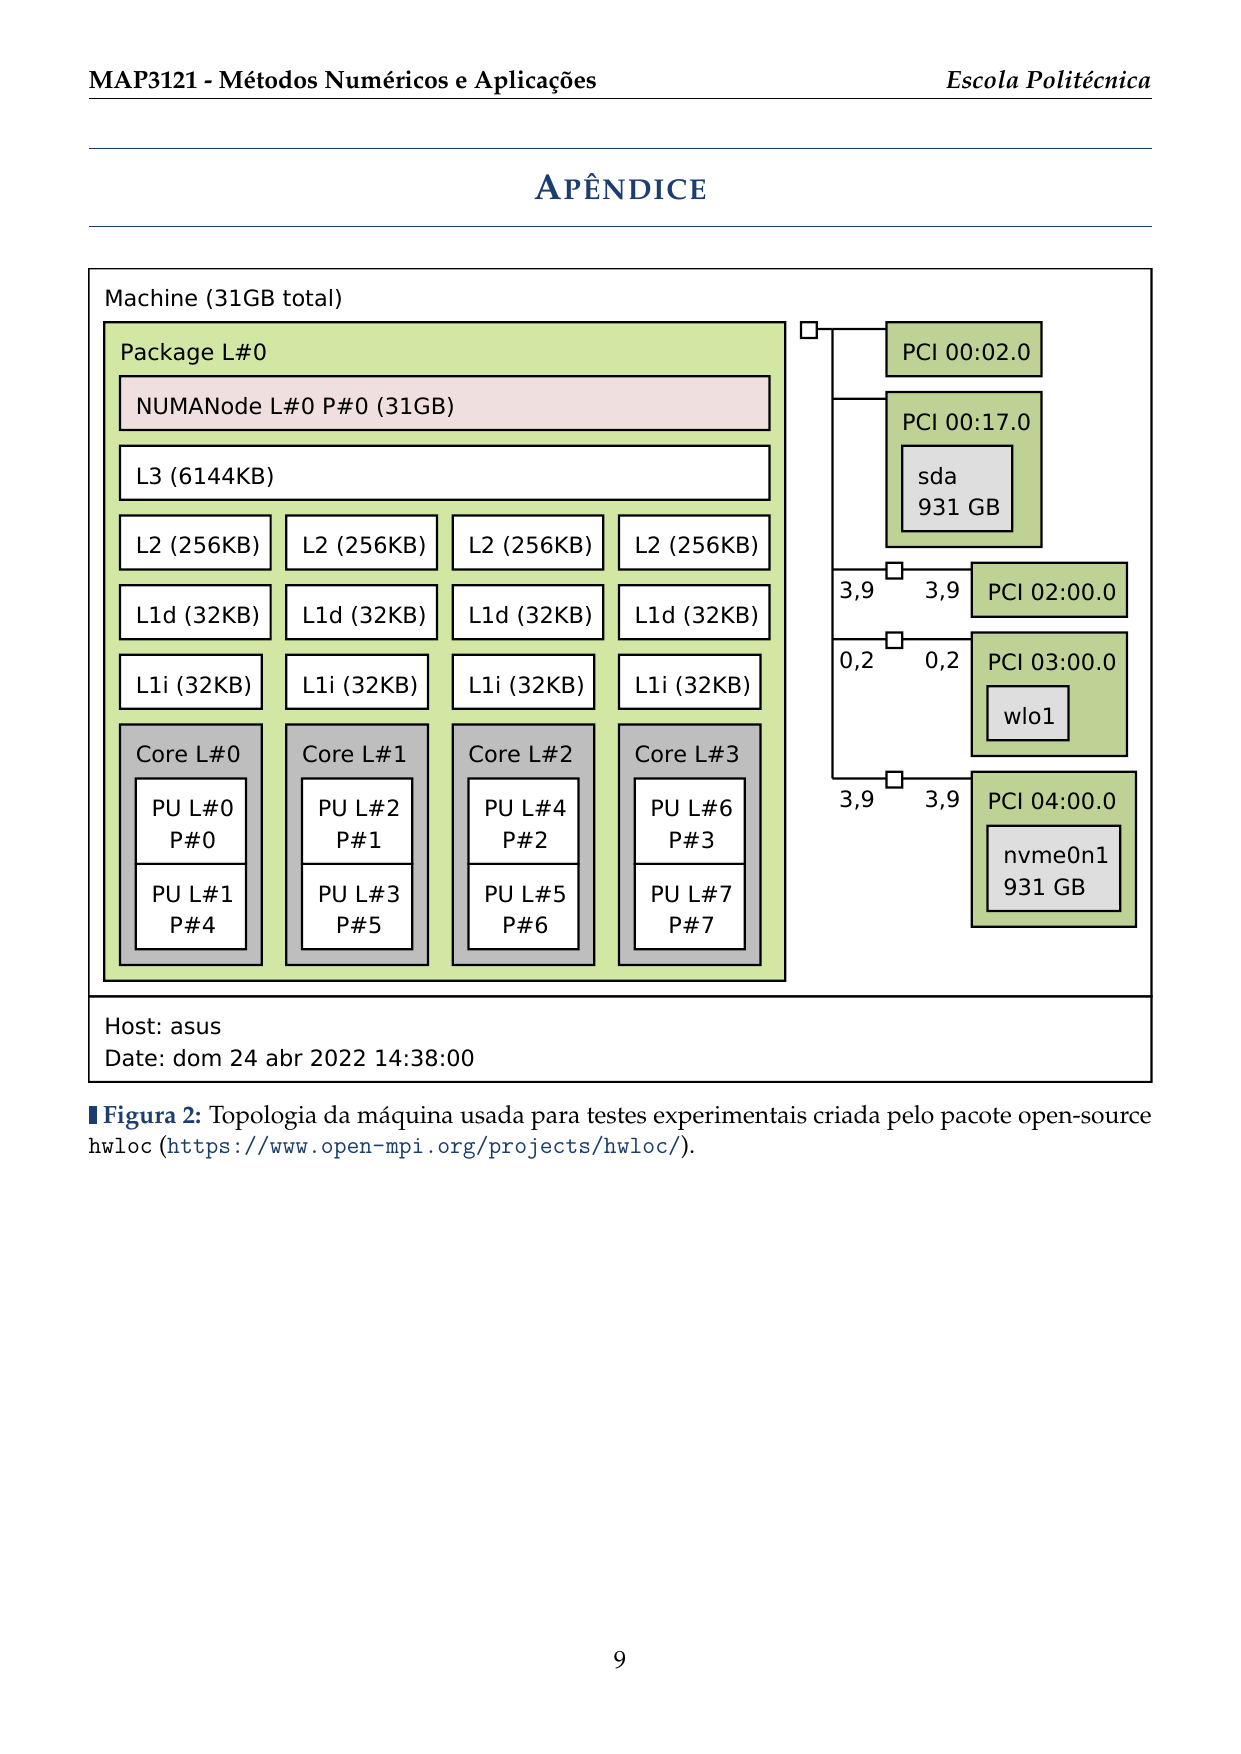 MAP3121 - Métodos Numéricos e Aplicações Escola Politécnica
APÊNDICE
Machine (31GB total)
Package L#0
NUMANode L#0 P#0 (31GB)
L3 (6144KB)
L2 (256KB) L2 (256KB) L2 (256KB) L2 (256KB)
L1d (32KB) L1d (32KB) L1d (32KB) L1d (32KB)
L1i (32KB) L1i (32KB) L1i (32KB) L1i (32KB)
Core L#0 Core L#1 Core L#2 Core L#3
PU L#0 PU L#2 PU L#4 PU L#6
P#0 P#1 P#2 P#3
PU L#1 PU L#3 PU L#5 PU L#7
P#4 P#5 P#6 P#7
PCI 00:02.0
PCI 00:17.0
sda
931 GB
3,9 3,9 PCI 02:00.0
0,2 0,2 PCI 03:00.0
wlo1
3,9 3,9 PCI 04:00.0
nvme0n1
931 GB
Host: asus
Date: dom 24 abr 2022 14:38:00
Figura 2: Topologia da máquina usada para testes experimentais criada pelo pacote open-source
hwloc (https://www.open-mpi.org/projects/hwloc/).
9